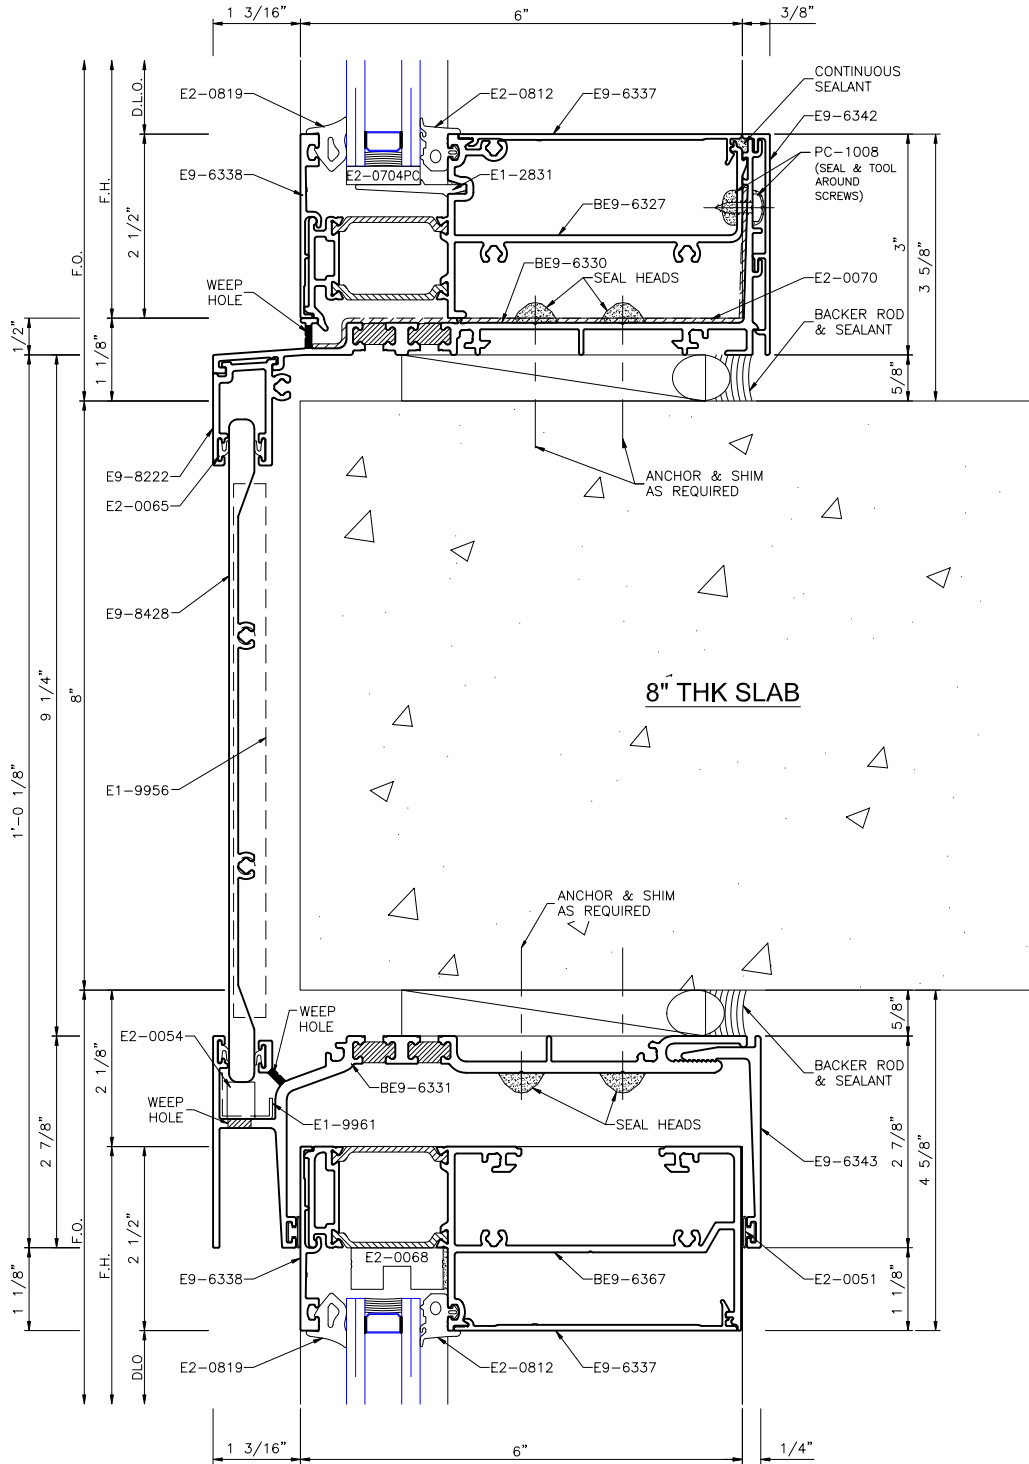 1 3/16"
6"
3/8"
D.L.O.
F.H.
F.O.
E2-0819
E2-0812
E9-6337
CONTINUOUS
SEALANT
E9-6342
PC-1008
(SEAL & TOOL
AROUND
SCREWS)
E9-6338
E2-0704PC
E1-2831
2 1/2"
BE9-6327
3"
3 5/8"
BE9-6330
SEAL HEADS
E2-0070
WEEP
HOLE
BACKER ROD
& SEALANT
1/2"
1 1/8"
5/8"
E9-8222
E2-0065
ANCHOR & SHIM
AS REQUIRED
E9-8428
8" THK SLAB
8"
9 1/4"
1'-0 1/8"
E1-9956
ANCHOR & SHIM
AS REQUIRED
WEEP
HOLE
E2-0054
5/8"
BACKER ROD
& SEALANT
2 1/8"
BE9-6331
WEEP
HOLE
E1-9961
SEAL HEADS
2 7/8"
2 7/8"
4 5/8"
E9-6343
F.O.
F.H.
2 1/2"
E9-6338
E2-0068
BE9-6367
E2-0051
1 1/8"
1 1/8"
DLO
E2-0819
E2-0812
E9-6337
1 3/16"
6"
1/4"